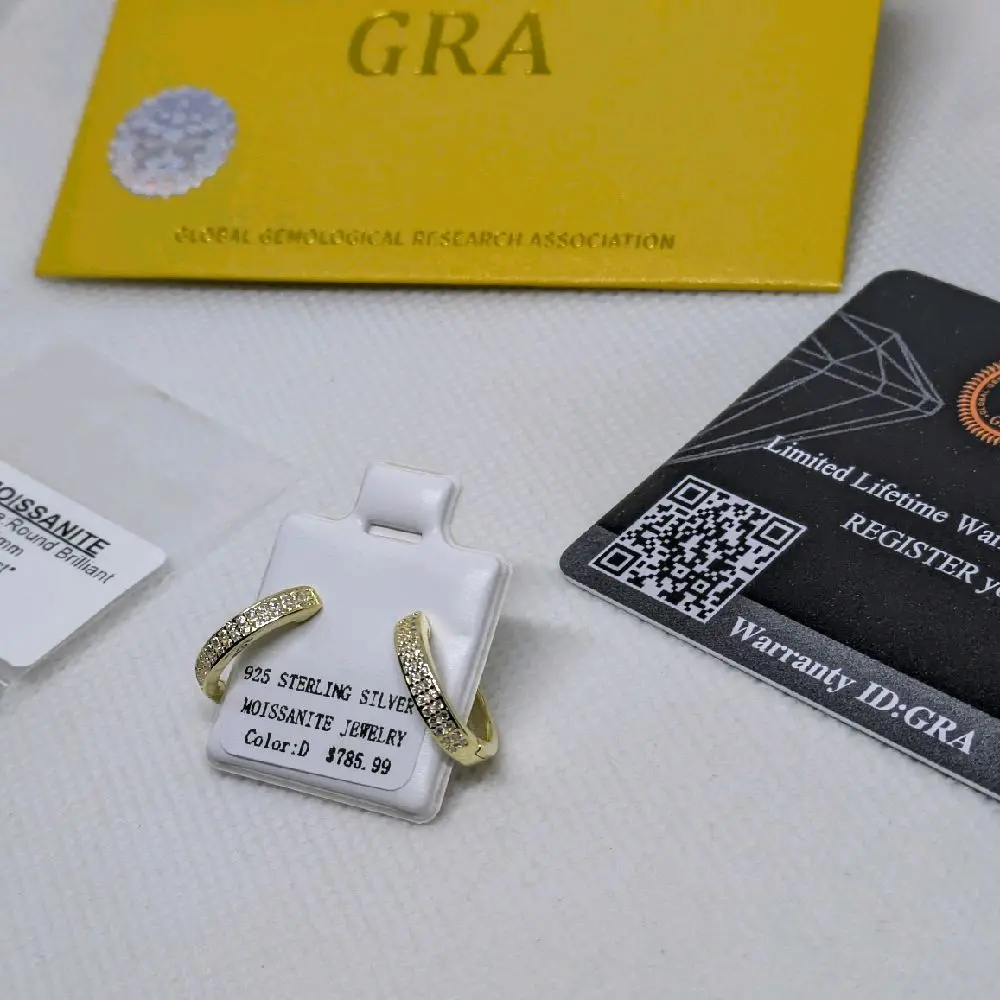 GRA
GLOBAL GEMOLOGICAL RESEARCH ASSOCIATION
MOISSANITE
Round Brilliant
mm
Limited Lifetime
REGISTER
Warranty ID:GRA
925 STERLING SILVER
MOISSANITE JEWELRY
Color:D $785.99